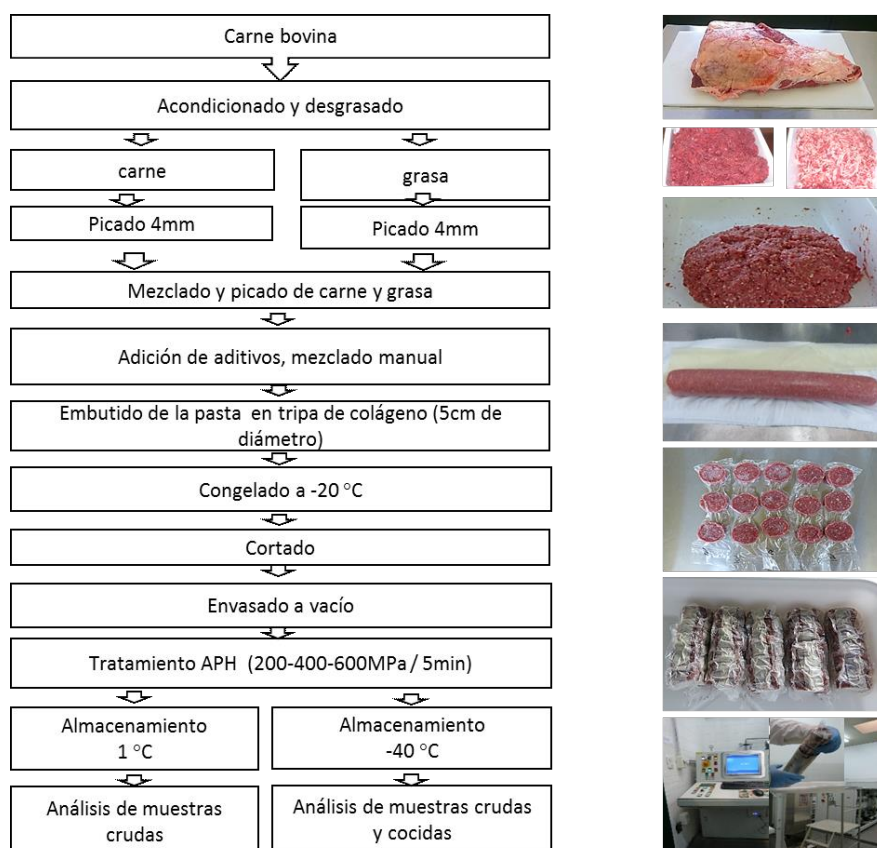 Carne bovina
Acondicionado y desgrasado
carne
grasa
Picado 4mm
Picado 4mm
Mezclado y picado de carne y grasa
Adición de aditivos, mezclado manual
Embutido de la pasta en tripa de colágeno (5cm de
diámetro)
Congelado a -20 °C
Cortado
Envasado a vacío
Tratamiento APH (200-400-600MPa / 5min)
Almacenamiento
1 °C
Almacenamiento
-40 °C
Análisis de muestras
crudas
Análisis de muestras crudas
y cocidas